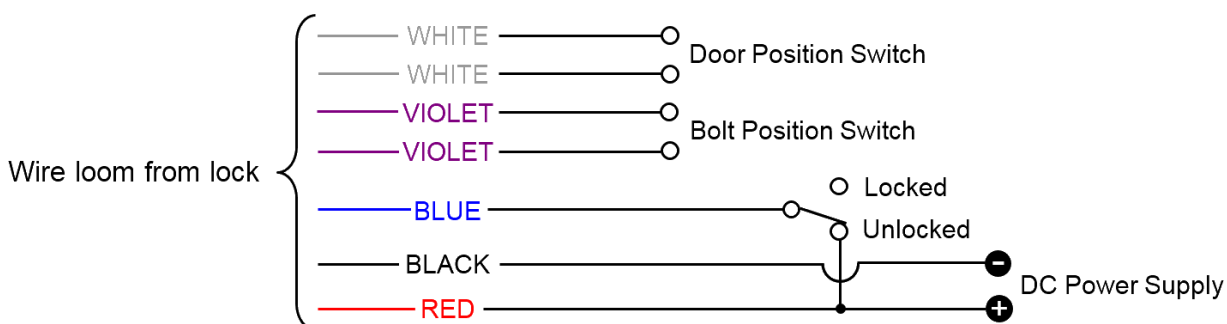 WHITE
WHITE
Door Position Switch
VIOLET
VIOLET
Bolt Position Switch
Wire loom from lock
Locked
BLUE
Unlocked
BLACK
-
DC Power Supply
RED
+